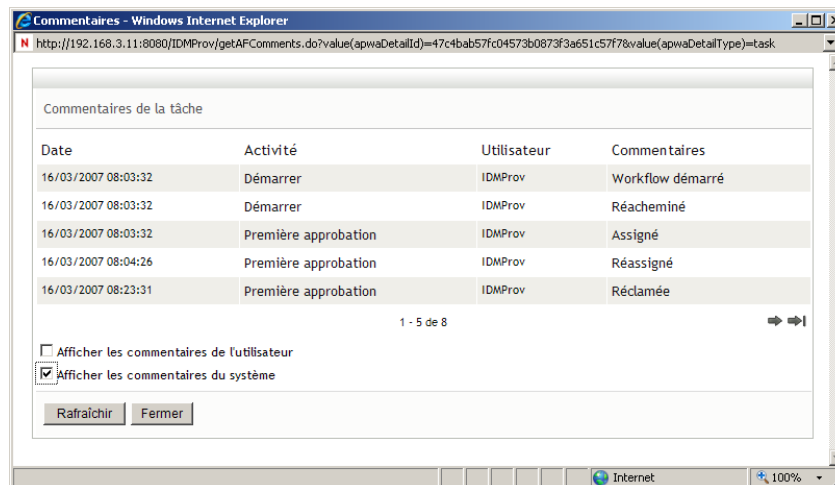 Commentaires - Windows Internet Explorer
N http://192.168.3.11:8080/IDMProv/getAFComments.do?value(apwaDetailId)=47c4bab57fc04573b0873f3a651c57f7&value(apwaDetailType)=task
Commentaires de la tâche
Date Activité Utilisateur Commentaires
16/03/2007 08:03:32 Démarrer IDMProv Workflow démarré
16/03/2007 08:03:32 Démarrer IDMProv Réacheminé
16/03/2007 08:03:32 Première approbation IDMProv Assigné
16/03/2007 08:04:26 Première approbation IDMProv Réassigné
16/03/2007 08:23:31 Première approbation IDMProv Réclamée
1 - 5 de 8
Afficher les commentaires de l'utilisateur
Afficher les commentaires du système
Rafraîchir Fermer
Internet 100%